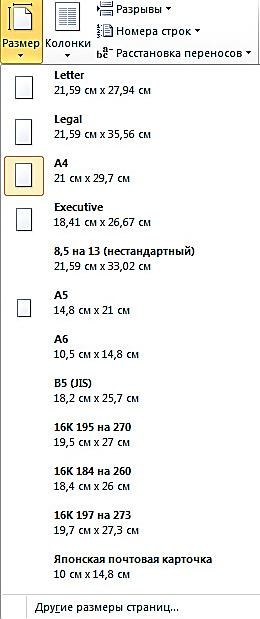 Размер
Колонки
Разрывы
Номера строк
Расстановка переносов
Letter
21,59 см x 27,94 см
Legal
21,59 см x 35,56 см
A4
21 см x 29,7 см
Executive
18,41 см x 26,67 см
8,5 на 13 (нестандартный)
21,59 см x 33,02 см
A5
14,8 см x 21 см
A6
10,5 см x 14,8 см
B5 (JIS)
18,2 см x 25,7 см
16K 195 на 270
19,5 см x 27 см
16K 184 на 260
18,4 см x 26 см
16K 197 на 273
19,7 см x 27,3 см
Японская почтовая карточка
10 см x 14,8 см
Другие размеры страниц...